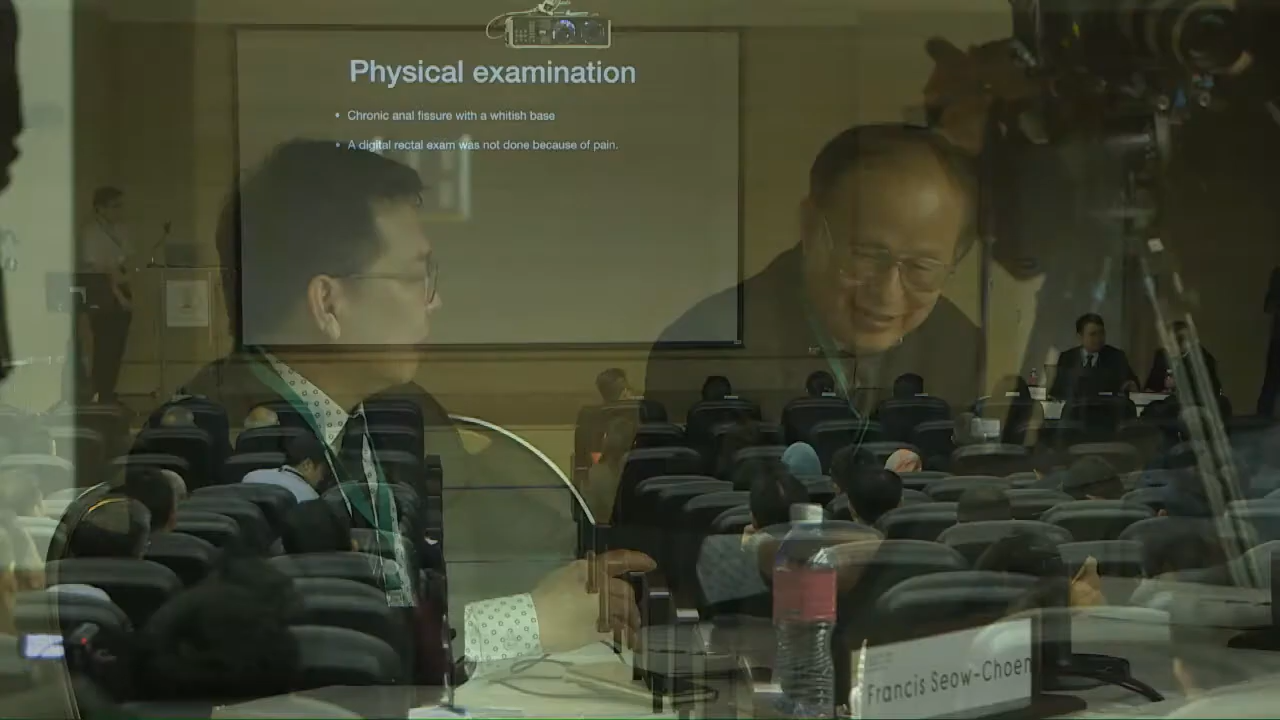 Physical examination
• Chronic anal fissure with a whitish base
• A digital rectal exam was not done because of pain.
Francis Seow-Choen